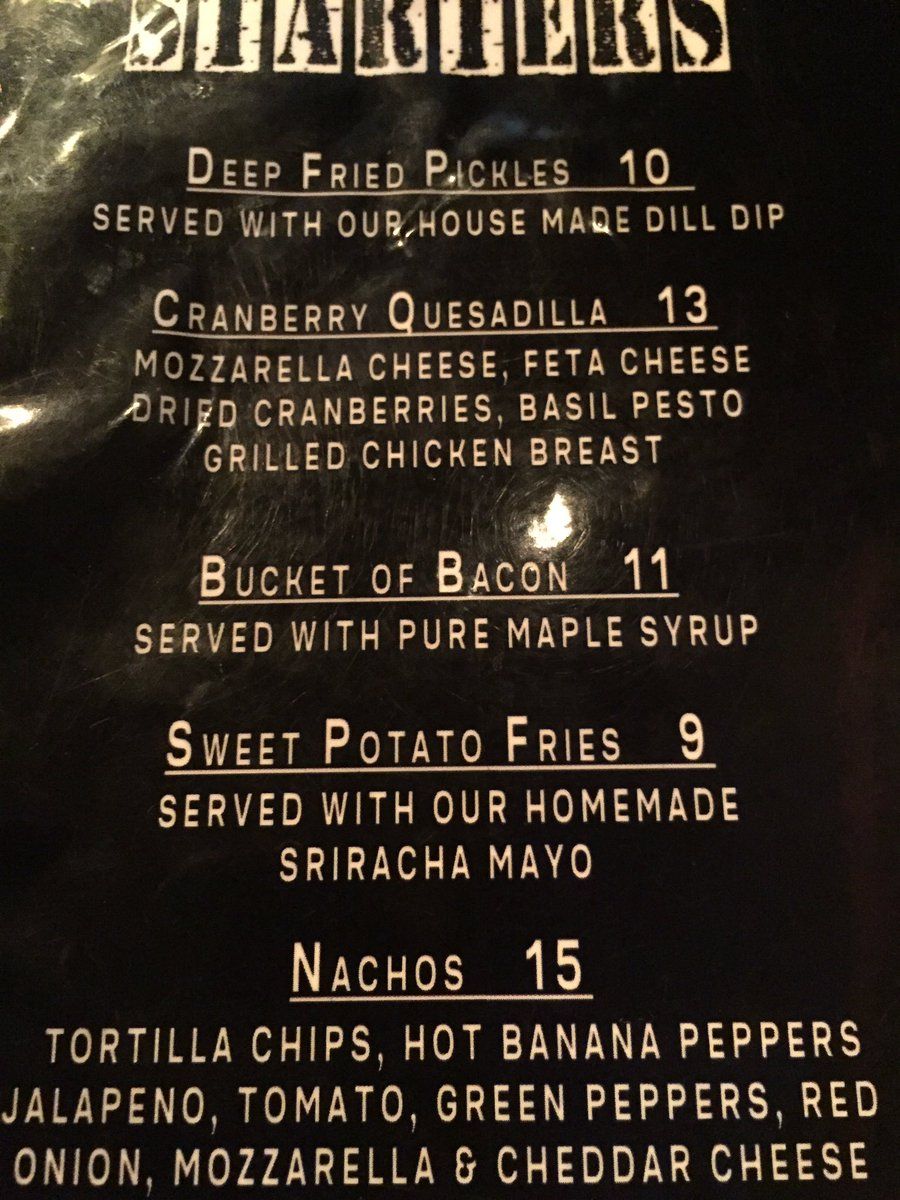 STARTERS
DEEP FRIED PICKLES 10
SERVED WITH OUR HOUSE MADE DILL DIP
CRANBERRY QUESADILLA 13
MOZZARELLA CHEESE, FETA CHEESE
DRIED CRANBERRIES, BASIL PESTO
GRILLED CHICKEN BREAST
BUCKET OF BACON 11
SERVED WITH PURE MAPLE SYRUP
SWEET POTATO FRIES 9
SERVED WITH OUR HOMEMADE
SRIRACHA MAYO
NACHOS 15
TORTILLA CHIPS, HOT BANANA PEPPERS
JALAPENO, TOMATO, GREEN PEPPERS, RED
ONION, MOZZARELLA & CHEDDAR CHEESE